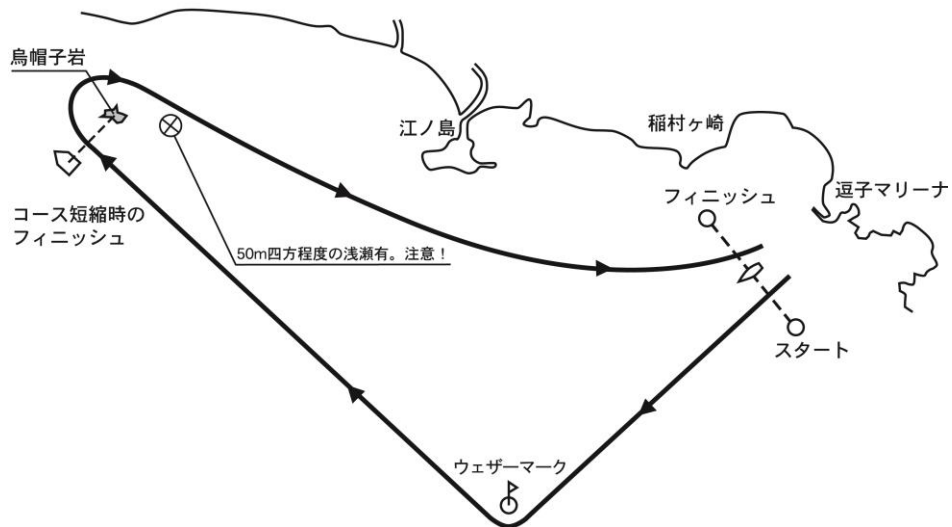 烏帽子岩
江ノ島
稲村ヶ崎
逗子マリーナ
フィニッシュ
コース短縮時の
フィニッシュ
50m四方程度の浅瀬有。注意！
スタート
ウェザーマーク